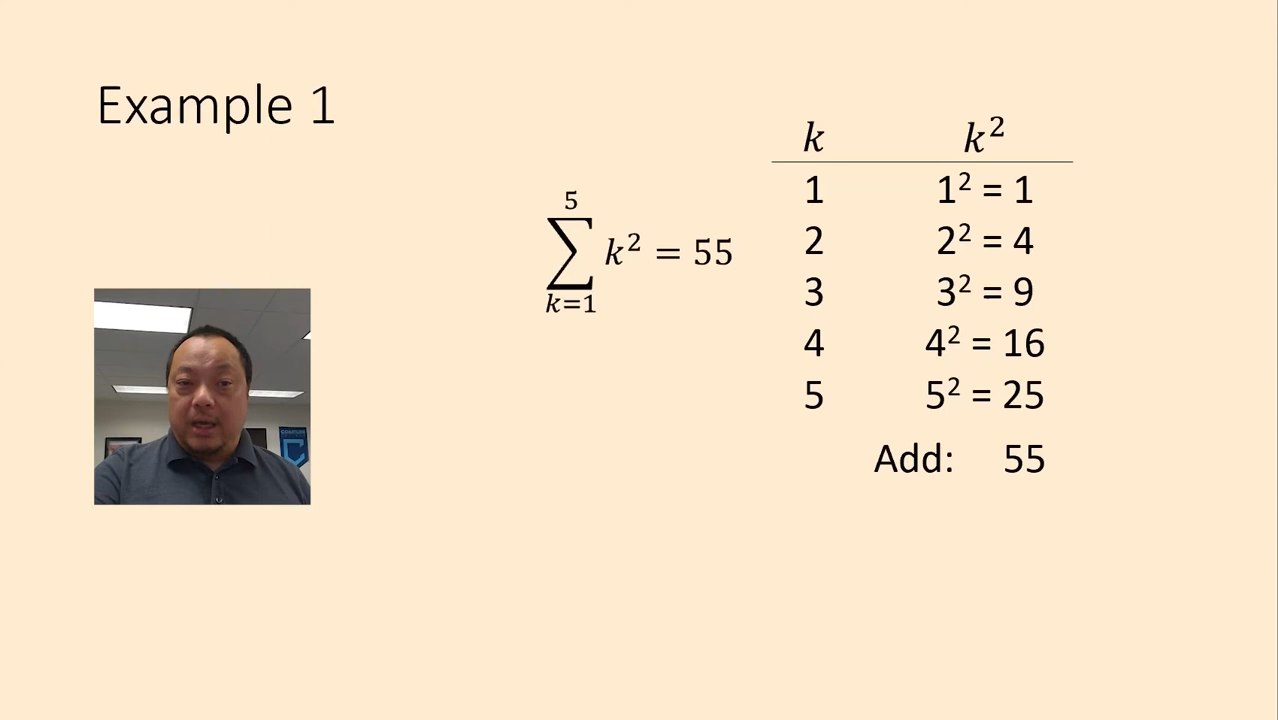 Example 1
5
∑ k² = 55
k=1
k k²
1 1² = 1
2 2² = 4
3 3² = 9
4 4² = 16
5 5² = 25
Add: 55